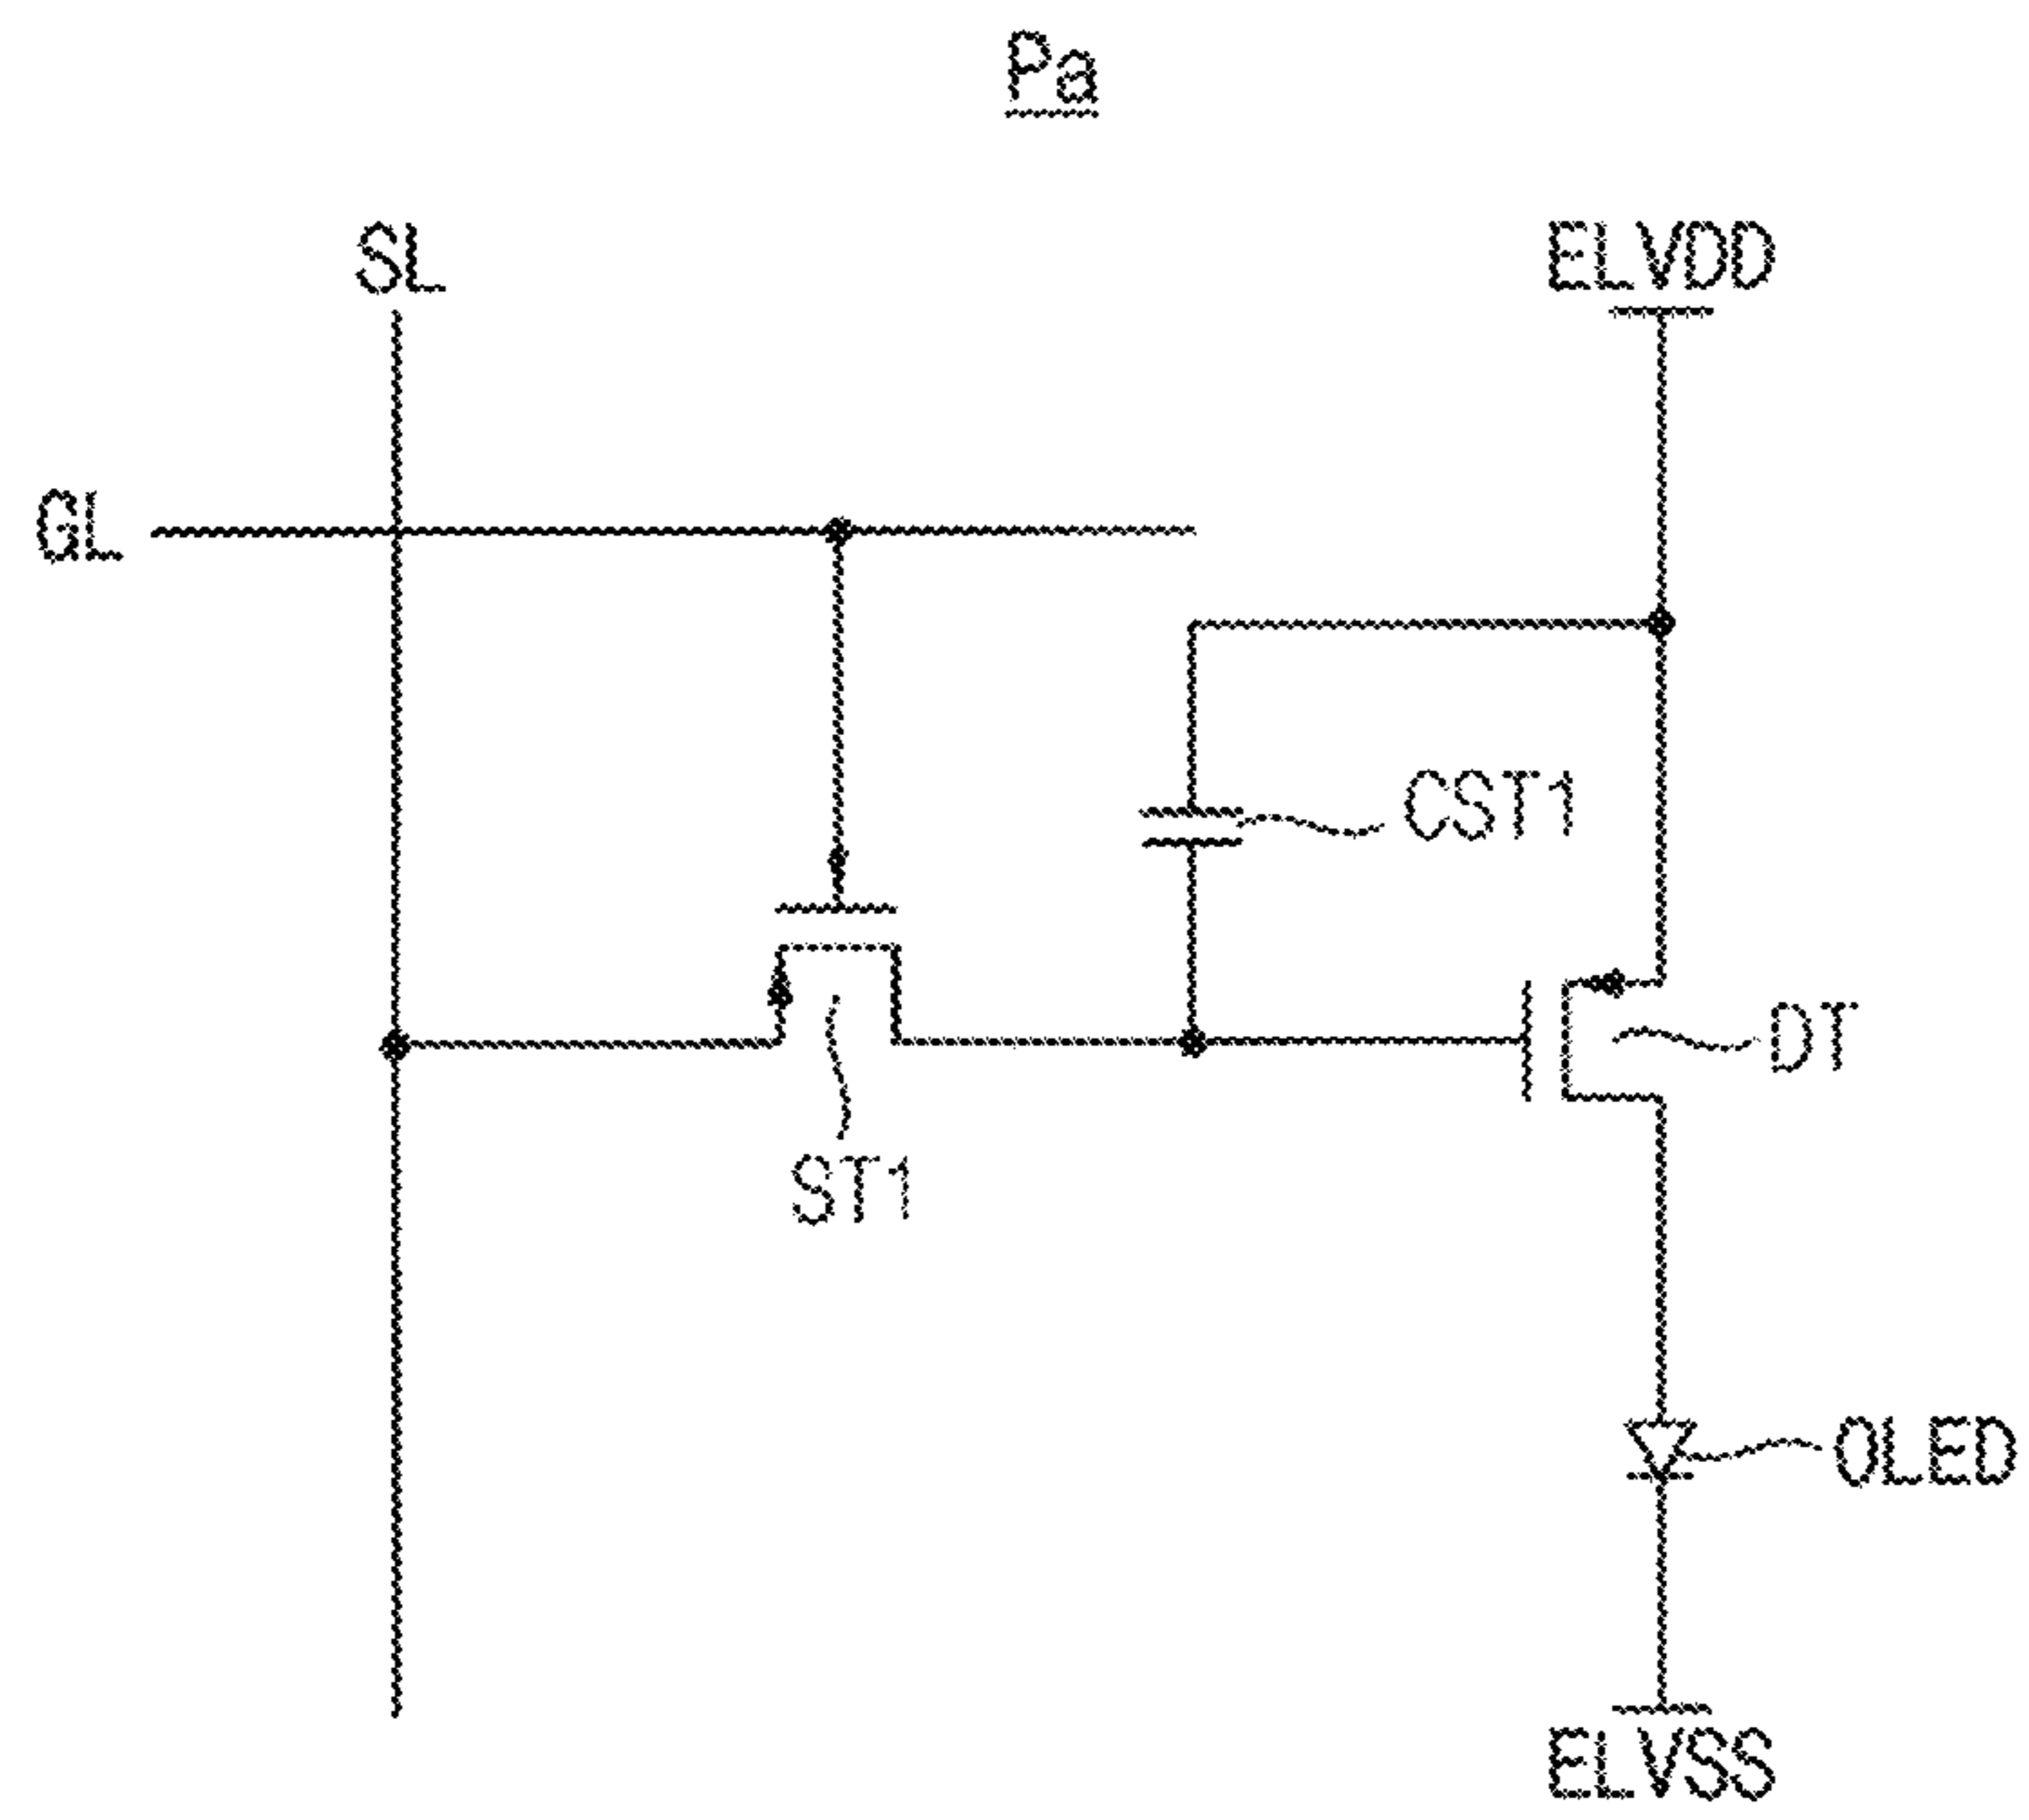 Pa
SL
ELVDD
GL
CST1
DT
ST1
OLED
ELVSS